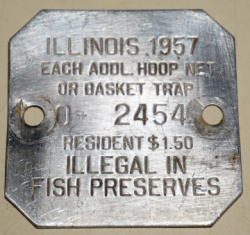 ILLINOIS 1957
EACH ADDL. HOOP NET
OR BASKET TRAP
0- 2454
RESIDENT $1.50
ILLEGAL IN
FISH PRESERVES